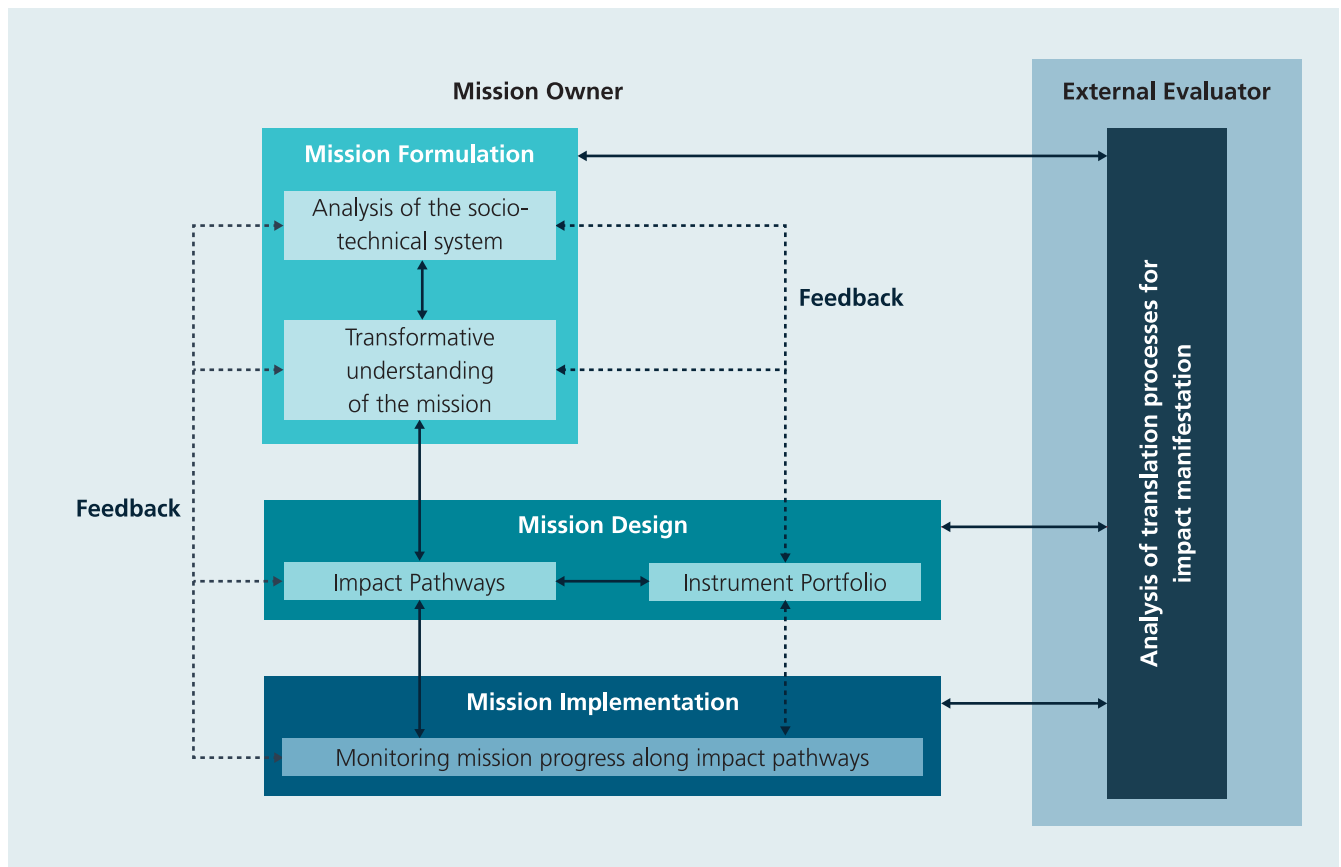 Mission Owner
External Evaluator
Mission Formulation
Analysis of the socio-
technical system
Feedback
Transformative
understanding
of the mission
Feedback
Mission Design
Impact Pathways
Instrument Portfolio
Mission Implementation
Monitoring mission progress along impact pathways
Analysis of translation processes for
impact manifestation